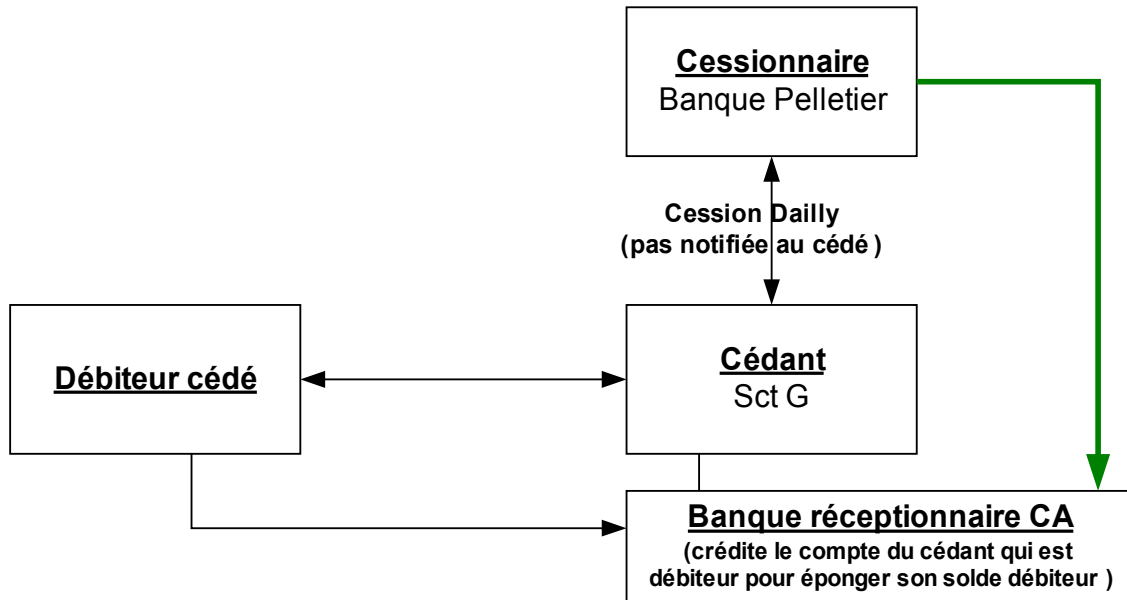 Cessionnaire
Banque Pelletier
Cession Dailly
(pas notifiée au cédé )
Débiteur cédé
Cédant
Sct G
Banque réceptionnaire CA
(crédite le compte du cédant qui est
débiteur pour éponger son solde débiteur )